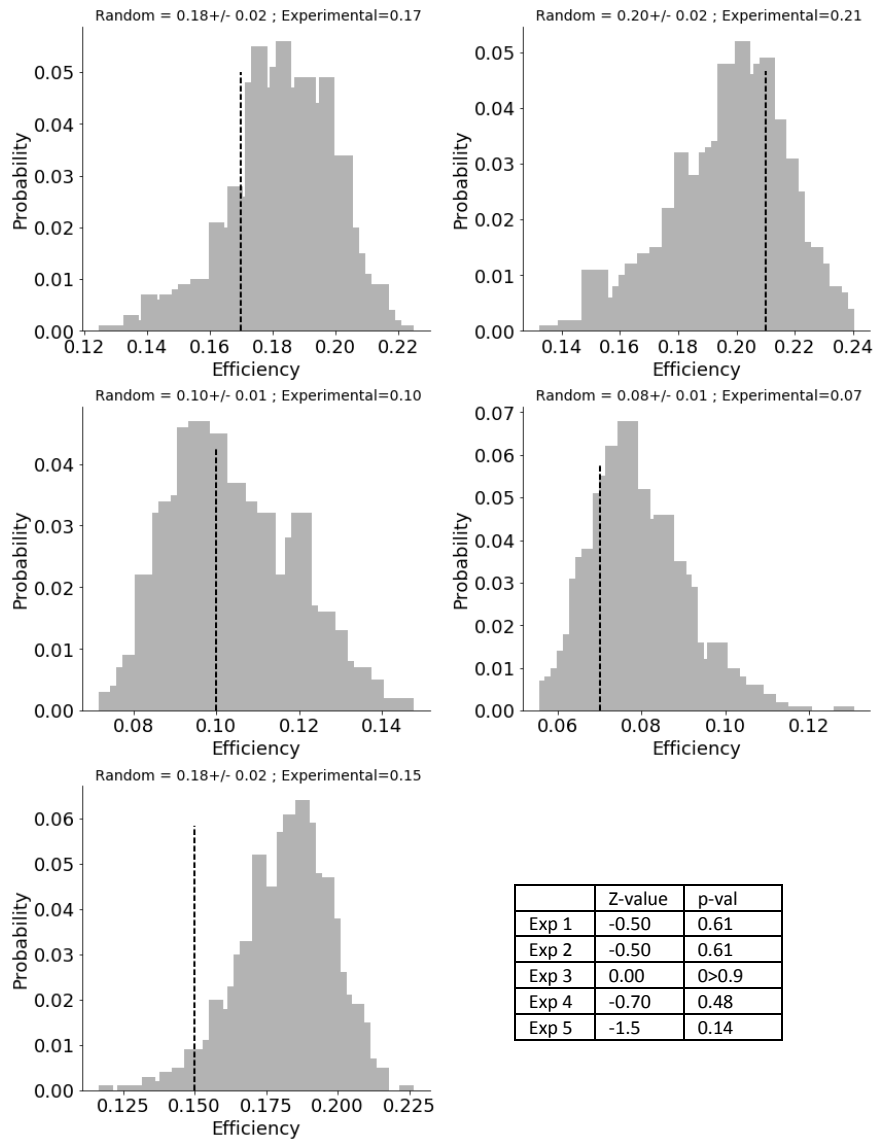 Random = 0.18+/- 0.02 ; Experimental=0.17
Probability
0.05
0.04
0.03
0.02
0.01
0.00
0.12 0.14 0.16 0.18 0.20 0.22
Efficiency
Random = 0.20+/- 0.02 ; Experimental=0.21
Probability
0.05
0.04
0.03
0.02
0.01
0.00
0.14 0.16 0.18 0.20 0.22 0.24
Efficiency
Random = 0.10+/- 0.01 ; Experimental=0.10
Probability
0.04
0.03
0.02
0.01
0.00
0.08 0.10 0.12 0.14
Efficiency
Random = 0.08+/- 0.01 ; Experimental=0.07
Probability
0.07
0.06
0.05
0.04
0.03
0.02
0.01
0.00
0.06 0.08 0.10 0.12
Efficiency
Random = 0.18+/- 0.02 ; Experimental=0.15
Probability
0.06
0.05
0.04
0.03
0.02
0.01
0.00
0.125 0.150 0.175 0.200 0.225
Efficiency
Z-value p-val
Exp 1 -0.50 0.61
Exp 2 -0.50 0.61
Exp 3 0.00 0>0.9
Exp 4 -0.70 0.48
Exp 5 -1.5 0.14